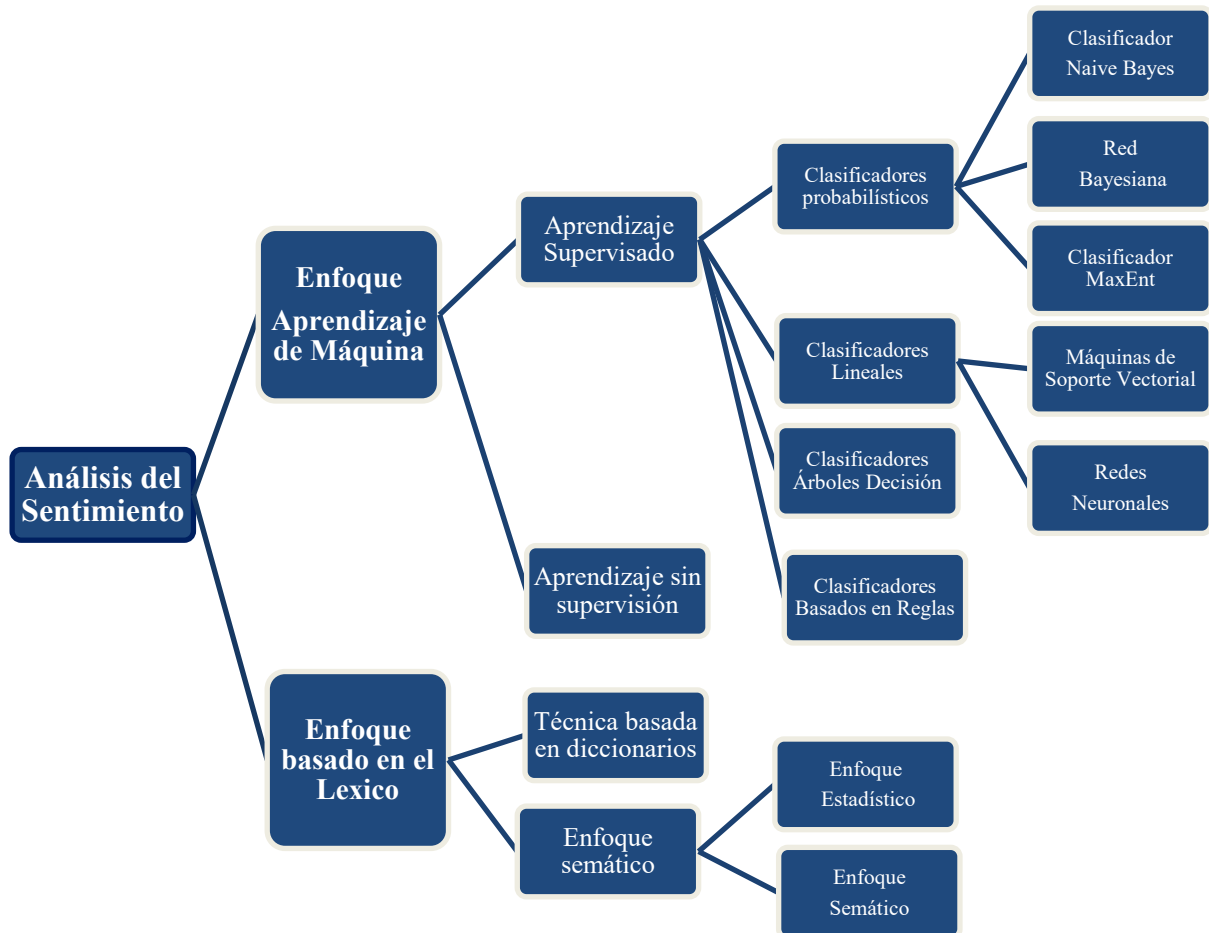 Análisis del
Sentimiento
Enfoque
Aprendizaje
de Máquina
Aprendizaje
Supervisado
Clasificadores
probabilísticos
Clasificador
Naive Bayes
Red
Bayesiana
Clasificador
MaxEnt
Clasificadores
Lineales
Máquinas de
Soporte Vectorial
Redes
Neuronales
Clasificadores
Árboles Decisión
Clasificadores
Basados en Reglas
Aprendizaje sin
supervisión
Enfoque
basado en el
Lexico
Técnica basada
en diccionarios
Enfoque
semático
Enfoque
Estadístico
Enfoque
Semático